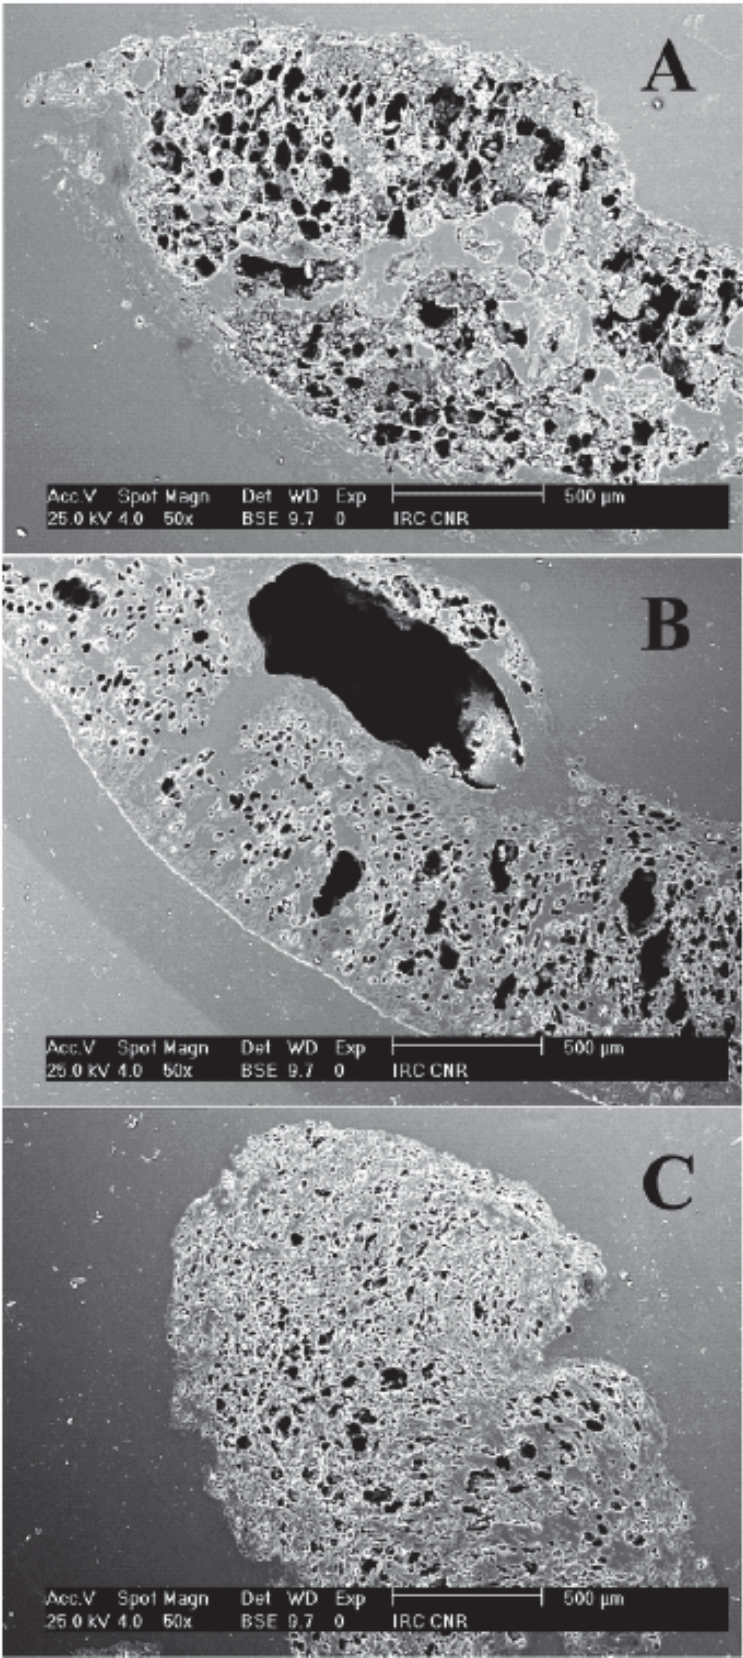 A
Acc.V Spot Magn Det WD Exp 500 µm
25.0 kV 4.0 50x BSE 9.7 0 IRC CNR
B
Acc.V Spot Magn Det WD Exp 500 µm
25.0 kV 4.0 50x BSE 9.7 0 IRC CNR
C
Acc.V Spot Magn Det WD Exp 500 µm
25.0 kV 4.0 50x BSE 9.7 0 IRC CNR